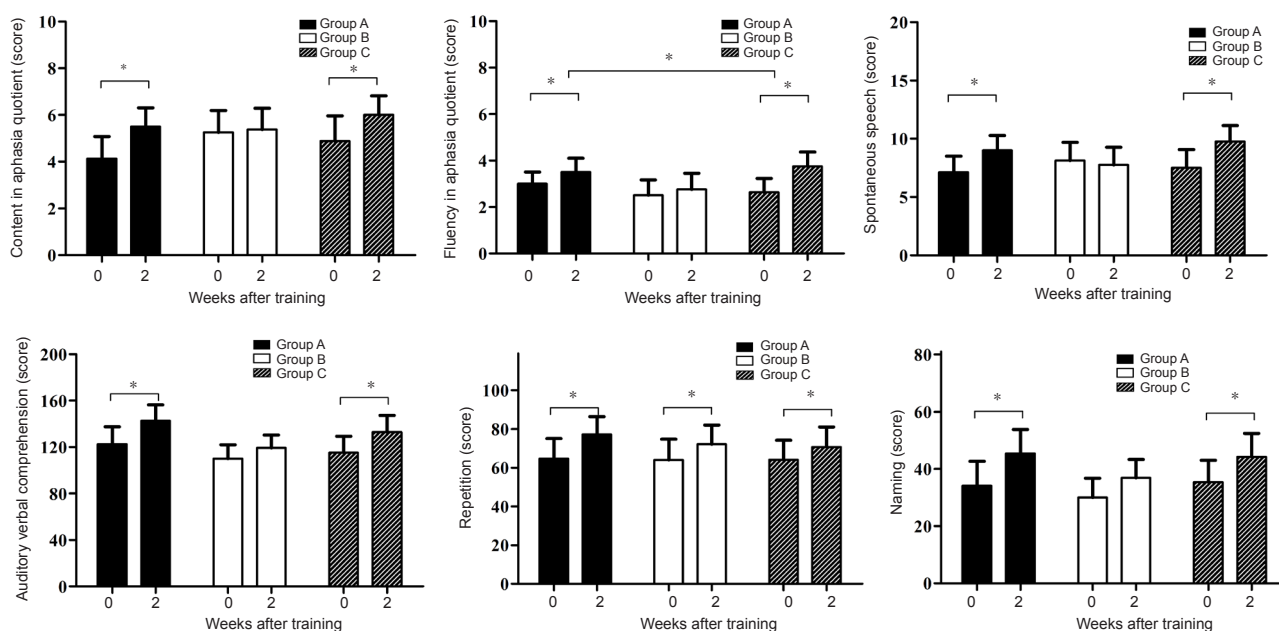 Content in aphasia quotient (score)
10
8
6
4
2
0
Group A
Group B
Group C
*
*
0 2 0 2 0 2
Weeks after training
Fluency in aphasia quotient (score)
10
8
6
4
2
0
Group A
Group B
Group C
*
*
*
0 2 0 2 0 2
Weeks after training
Spontaneous speech (score)
20
15
10
5
0
Group A
Group B
Group C
*
*
0 2 0 2 0 2
Weeks after training
Auditory verbal comprehension (score)
200
160
120
80
40
0
Group A
Group B
Group C
*
*
0 2 0 2 0 2
Weeks after training
Repetition (score)
100
80
60
40
20
0
Group A
Group B
Group C
*
*
*
0 2 0 2 0 2
Weeks after training
Naming (score)
80
60
40
20
0
Group A
Group B
Group C
*
*
0 2 0 2 0 2
Weeks after training